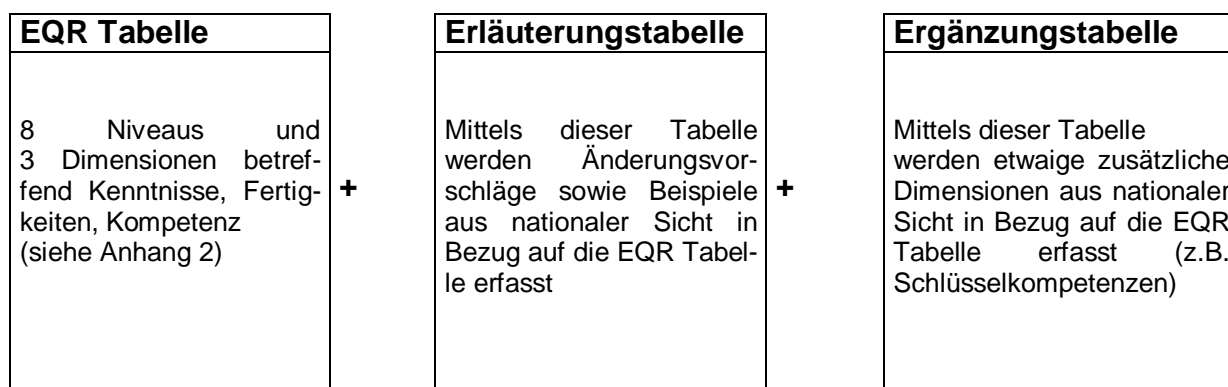 EQR Tabelle
8 Niveaus und
3 Dimensionen betref-
fend Kenntnisse, Fertig-
keiten, Kompetenz
(siehe Anhang 2)
+
Erläuterungstabelle
Mittels dieser Tabelle
werden Änderungsvor-
schläge sowie Beispiele
aus nationaler Sicht in
Bezug auf die EQR Tabel-
le erfasst
+
Ergänzungstabelle
Mittels dieser Tabelle
werden etwaige zusätzliche
Dimensionen aus nationaler
Sicht in Bezug auf die EQR
Tabelle erfasst (z.B.
Schlüsselkompetenzen)